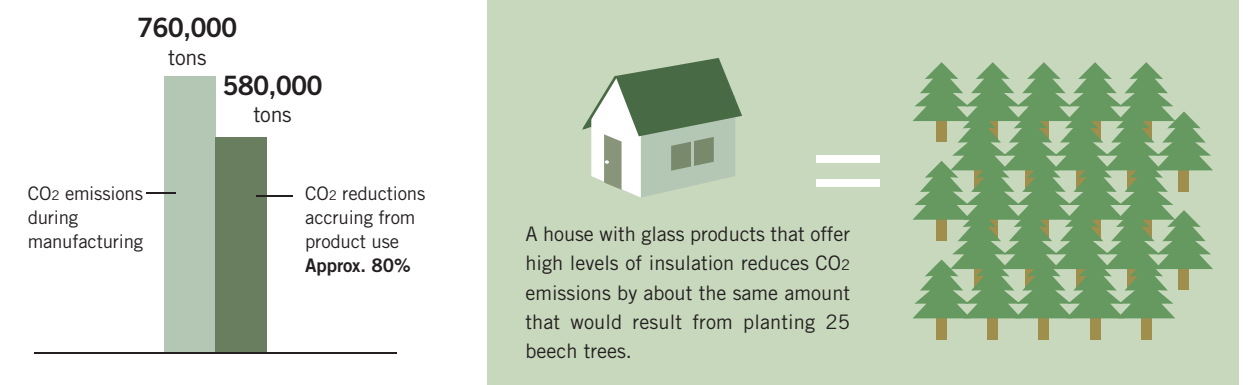 760,000
tons
580,000
tons
CO2 emissions
during
manufacturing
CO2 reductions
accruing from
product use
Approx. 80%
A house with glass products that offer
high levels of insulation reduces CO2
emissions by about the same amount
that would result from planting 25
beech trees.